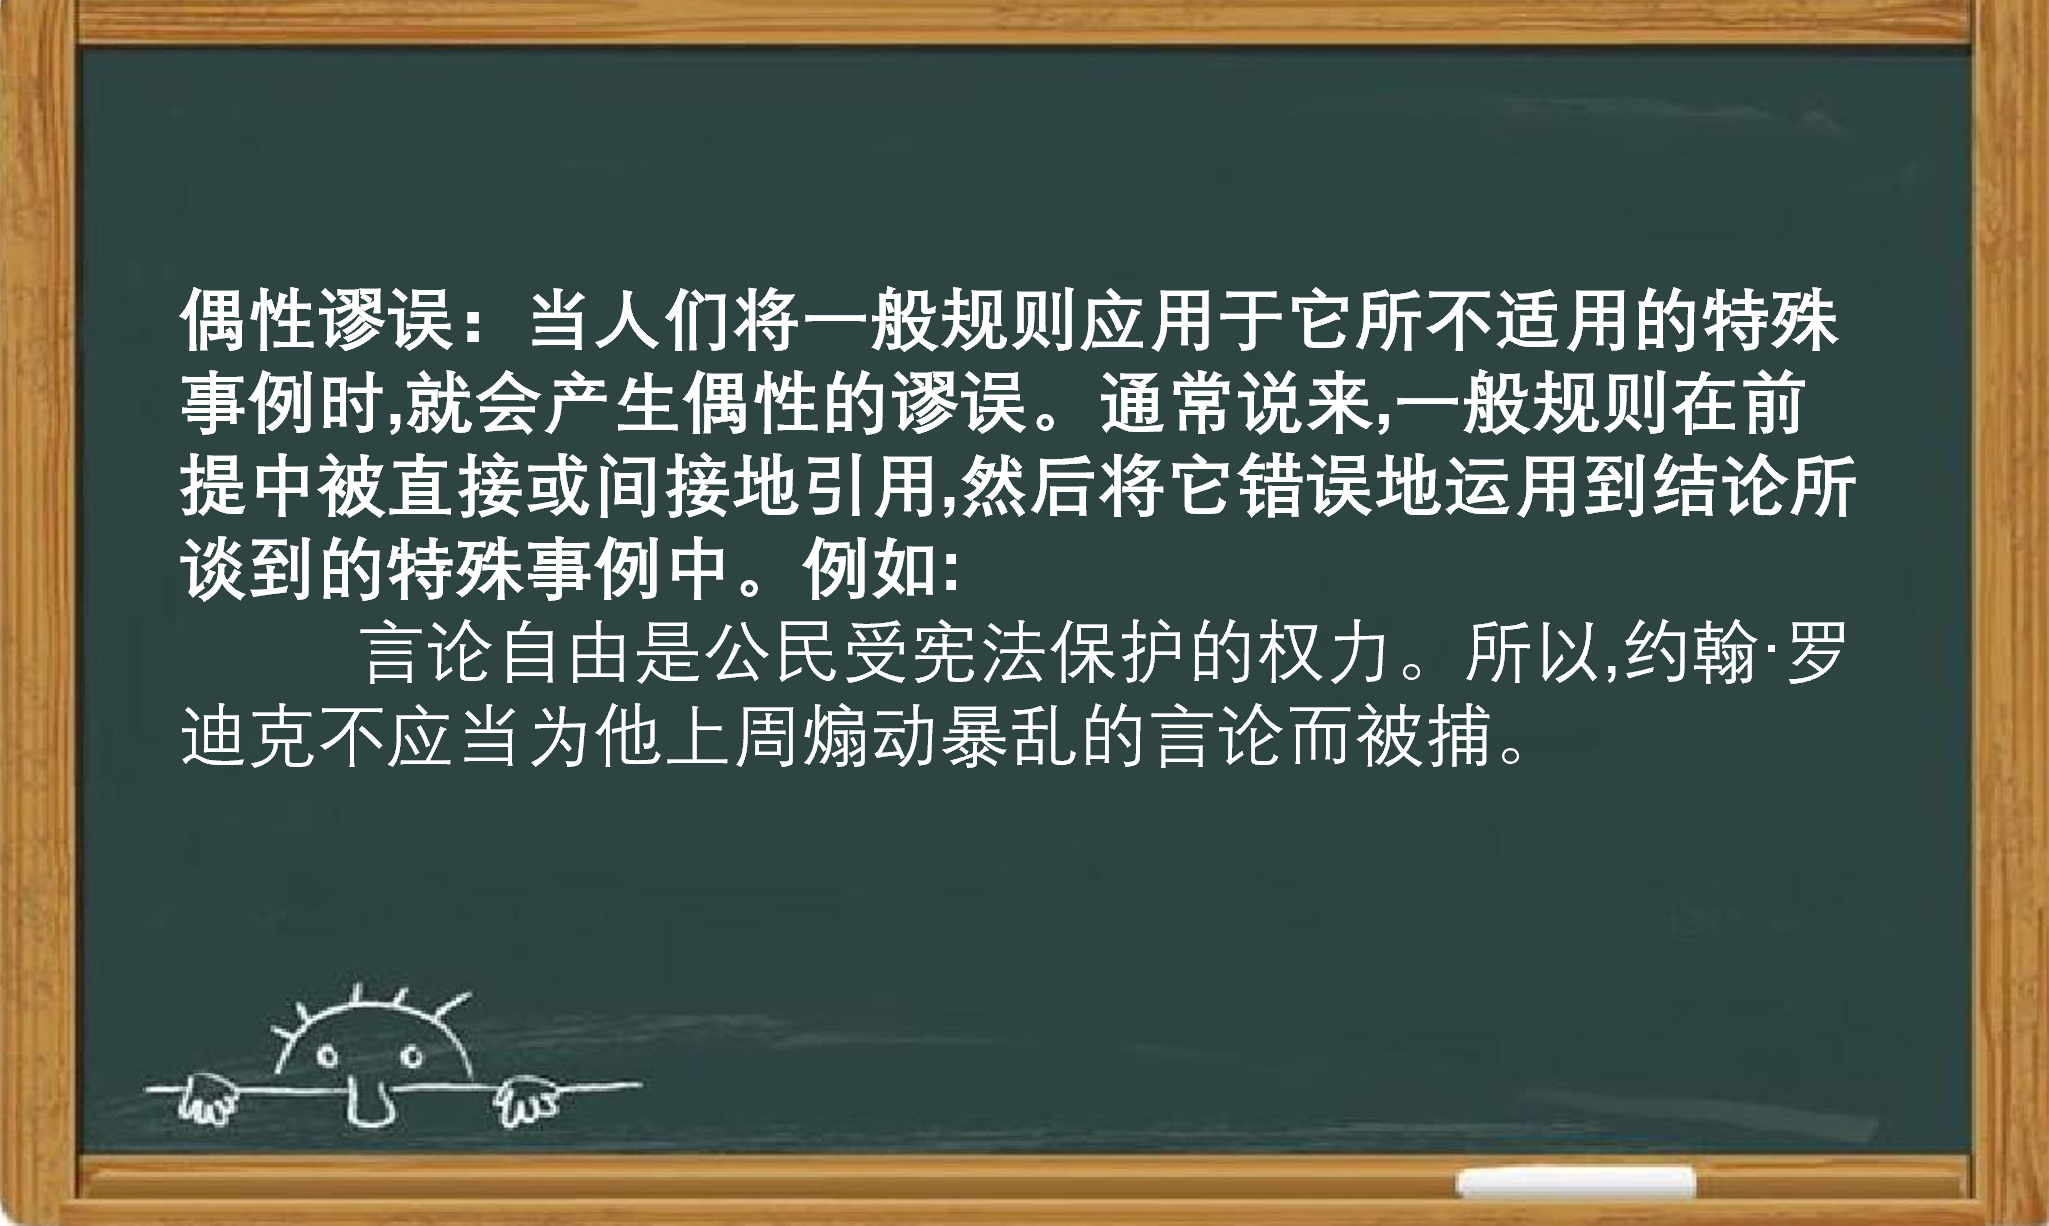 偶性谬误：当人们将一般规则应用于它所不适用的特殊
事例时,就会产生偶性的谬误。通常说来,一般规则在前
提中被直接或间接地引用,然后将它错误地运用到结论所
谈到的特殊事例中。例如:
言论自由是公民受宪法保护的权力。所以,约翰·罗
迪克不应当为他上周煽动暴乱的言论而被捕。